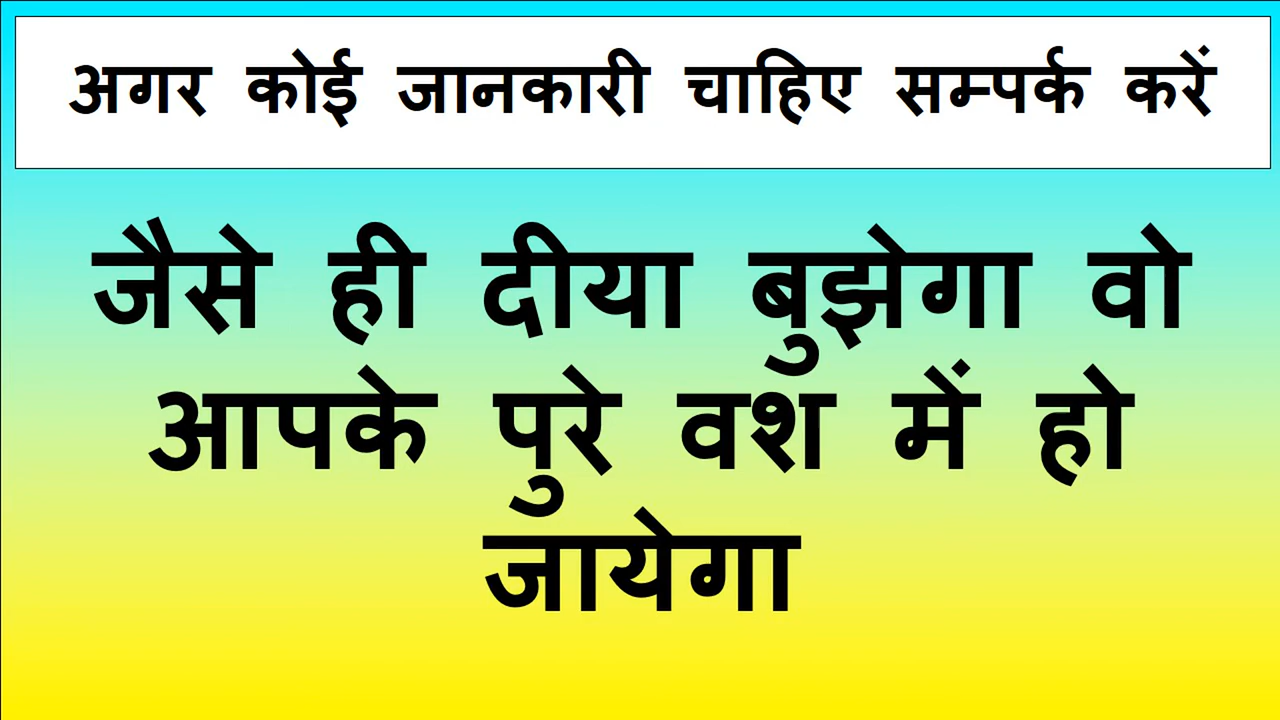 अगर कोई जानकारी चाहिए सम्पर्क करें
जैसे ही दीया बुझेगा वो
आपके पुरे वश में हो
जायेगा